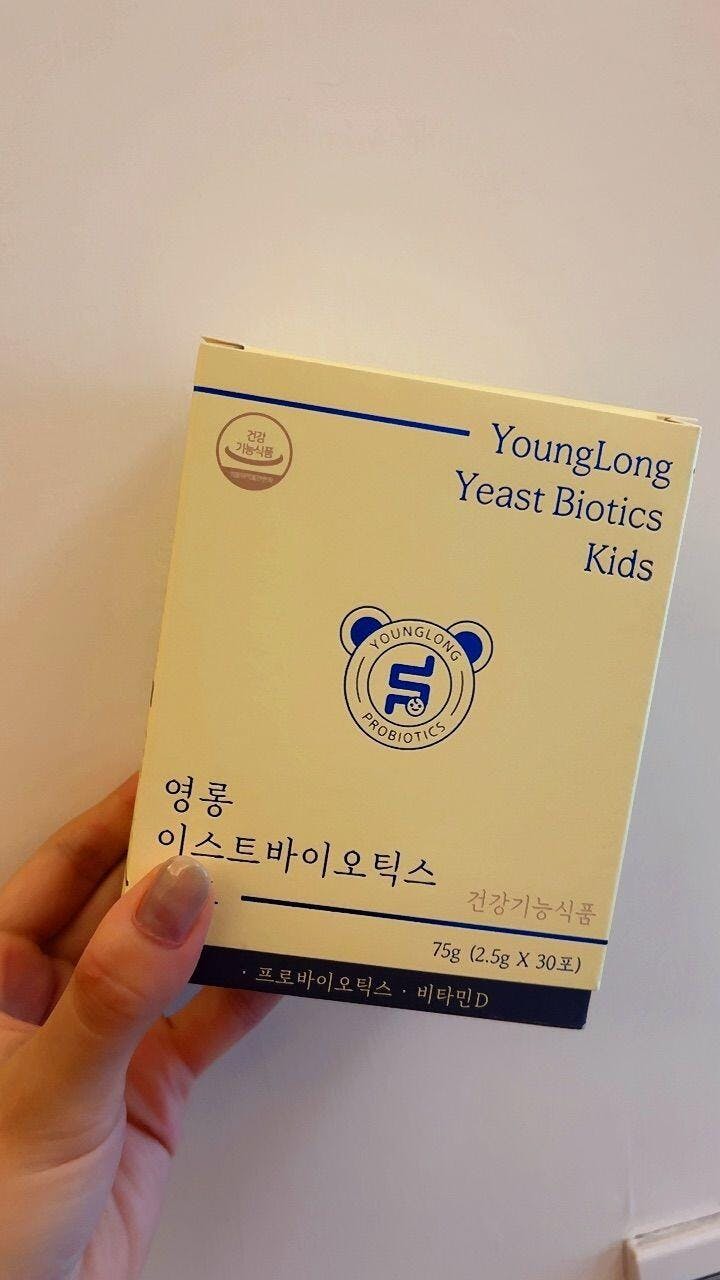 건강
기능식품
YoungLong
Yeast Biotics
Kids
YOUNGLONG
PROBIOTICS
영롱
이스트바이오틱스
건강기능식품
75g (2.5g X 30포)
· 프로바이오틱스 · 비타민D